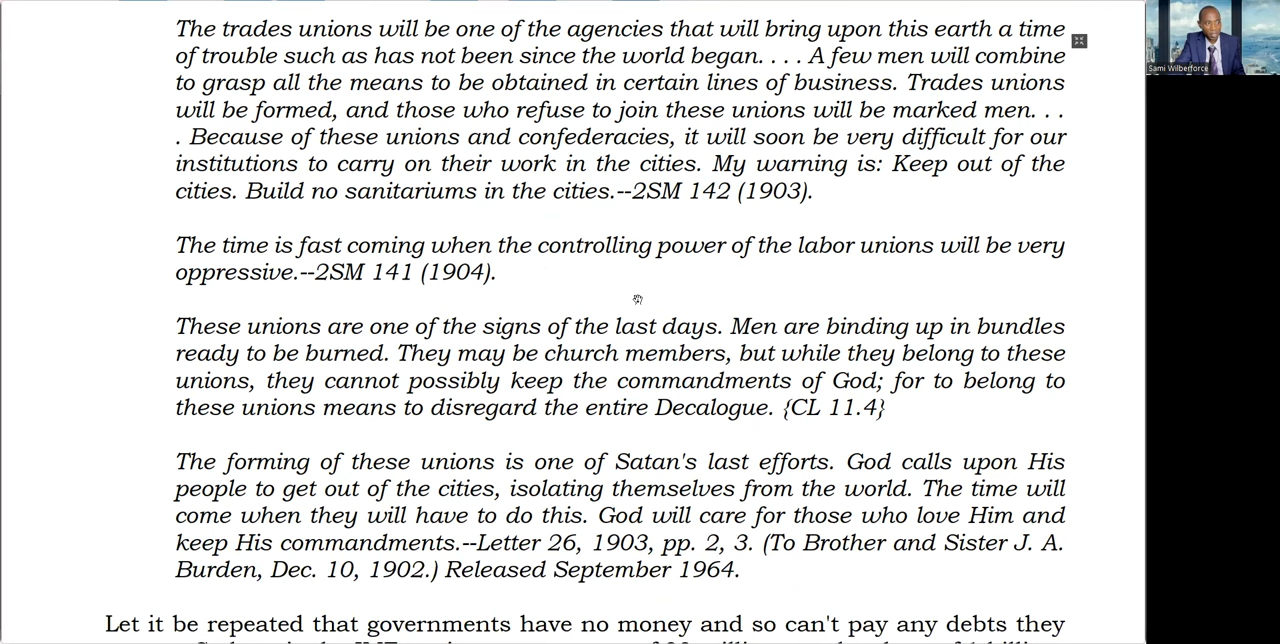 The trades unions will be one of the agencies that will bring upon this earth a time
of trouble such as has not been since the world began. . . . A few men will combine
to grasp all the means to be obtained in certain lines of business. Trades unions
will be formed, and those who refuse to join these unions will be marked men. . .
. Because of these unions and confederacies, it will soon be very difficult for our
institutions to carry on their work in the cities. My warning is: Keep out of the
cities. Build no sanitariums in the cities.--2SM 142 (1903).
The time is fast coming when the controlling power of the labor unions will be very
oppressive.--2SM 141 (1904).
These unions are one of the signs of the last days. Men are binding up in bundles
ready to be burned. They may be church members, but while they belong to these
unions, they cannot possibly keep the commandments of God; for to belong to
these unions means to disregard the entire Decalogue. {CL 11.4}
The forming of these unions is one of Satan's last efforts. God calls upon His
people to get out of the cities, isolating themselves from the world. The time will
come when they will have to do this. God will care for those who love Him and
keep His commandments.--Letter 26, 1903, pp. 2, 3. (To Brother and Sister J. A.
Burden, Dec. 10, 1902.) Released September 1964.
Let it be repeated that governments have no money and so can't pay any debts they
Sami Wilberforce